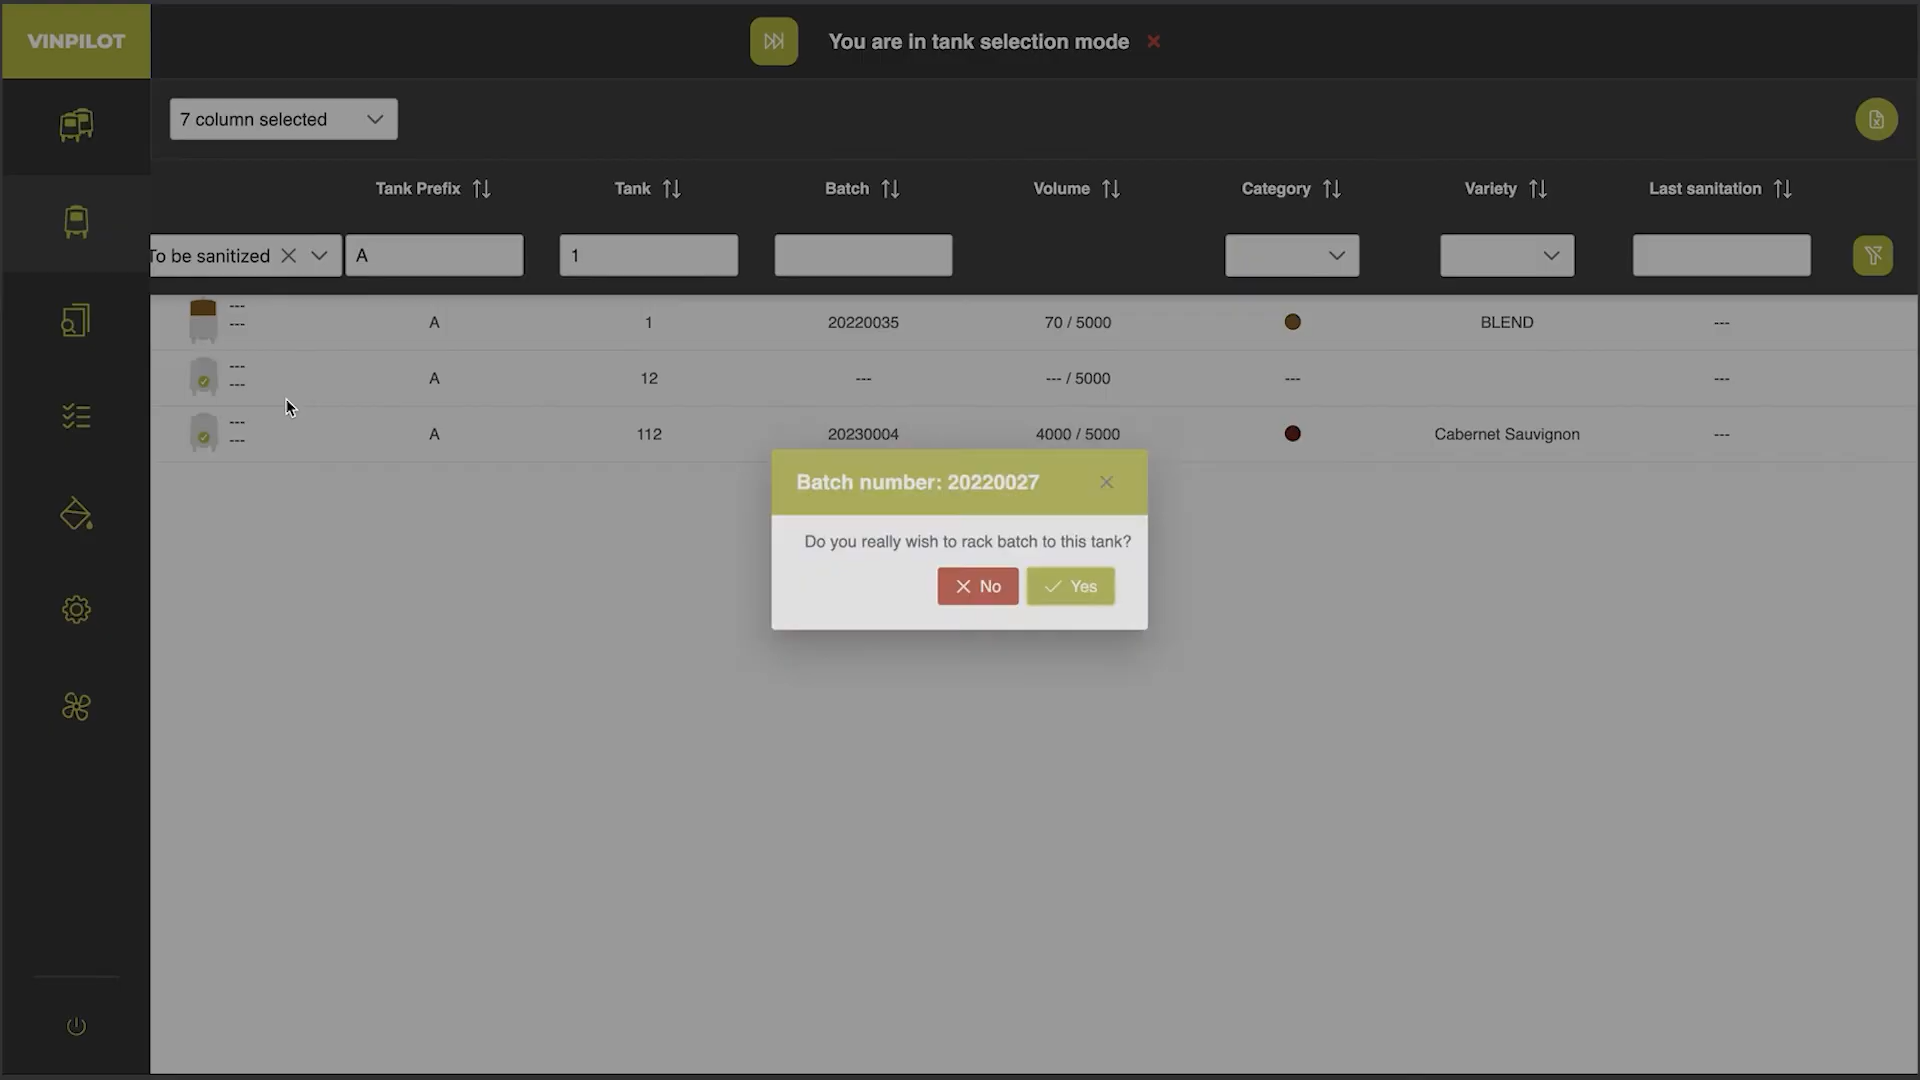 VINPILOT
You are in tank selection mode
7 column selected
Tank Prefix Tank Batch Volume Category Variety Last sanitation
To be sanitized A 1
---
--- A 1 20220035 70 / 5000 BLEND ---
---
--- A 12 --- --- / 5000 --- ---
---
--- A 112 20230004 4000 / 5000 Cabernet Sauvignon ---
Batch number: 20220027
Do you really wish to rack batch to this tank?
No Yes